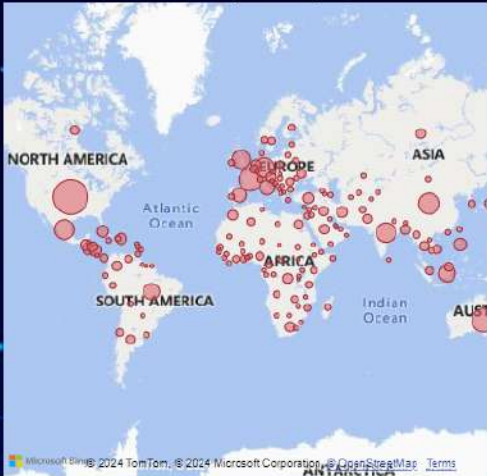 NORTH AMERICA
EUROPE
ASIA
Atlantic
Ocean
AFRICA
SOUTH AMERICA
Indian
Ocean
AUST
ANTARCTICA
Microsoft Bing
© 2024 TomTom, © 2024 Microsoft Corporation, © OpenStreetMap Terms